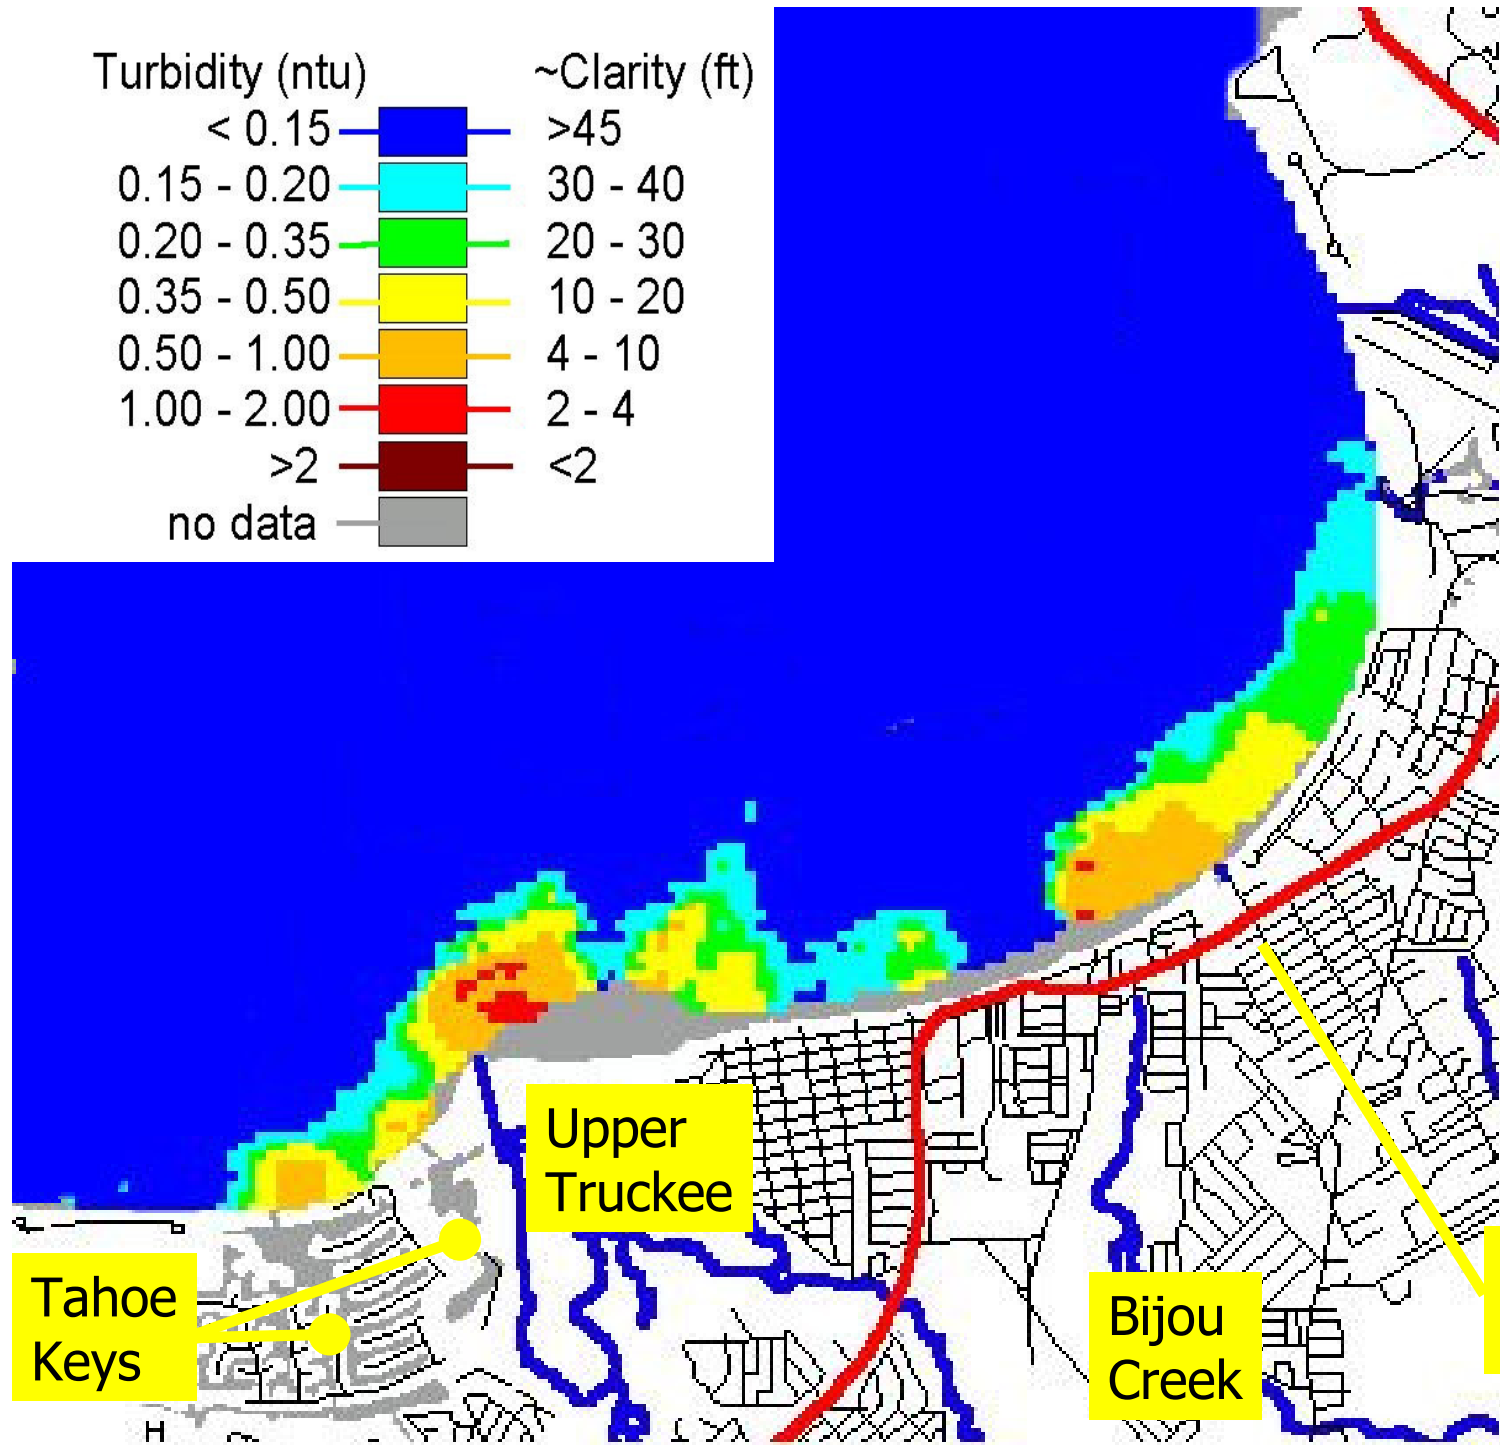 Turbidity (ntu) ~Clarity (ft)
< 0.15 >45
0.15 - 0.20 30 - 40
0.20 - 0.35 20 - 30
0.35 - 0.50 10 - 20
0.50 - 1.00 4 - 10
1.00 - 2.00 2 - 4
>2 <2
no data
Upper
Truckee
Tahoe
Keys
Bijou
Creek